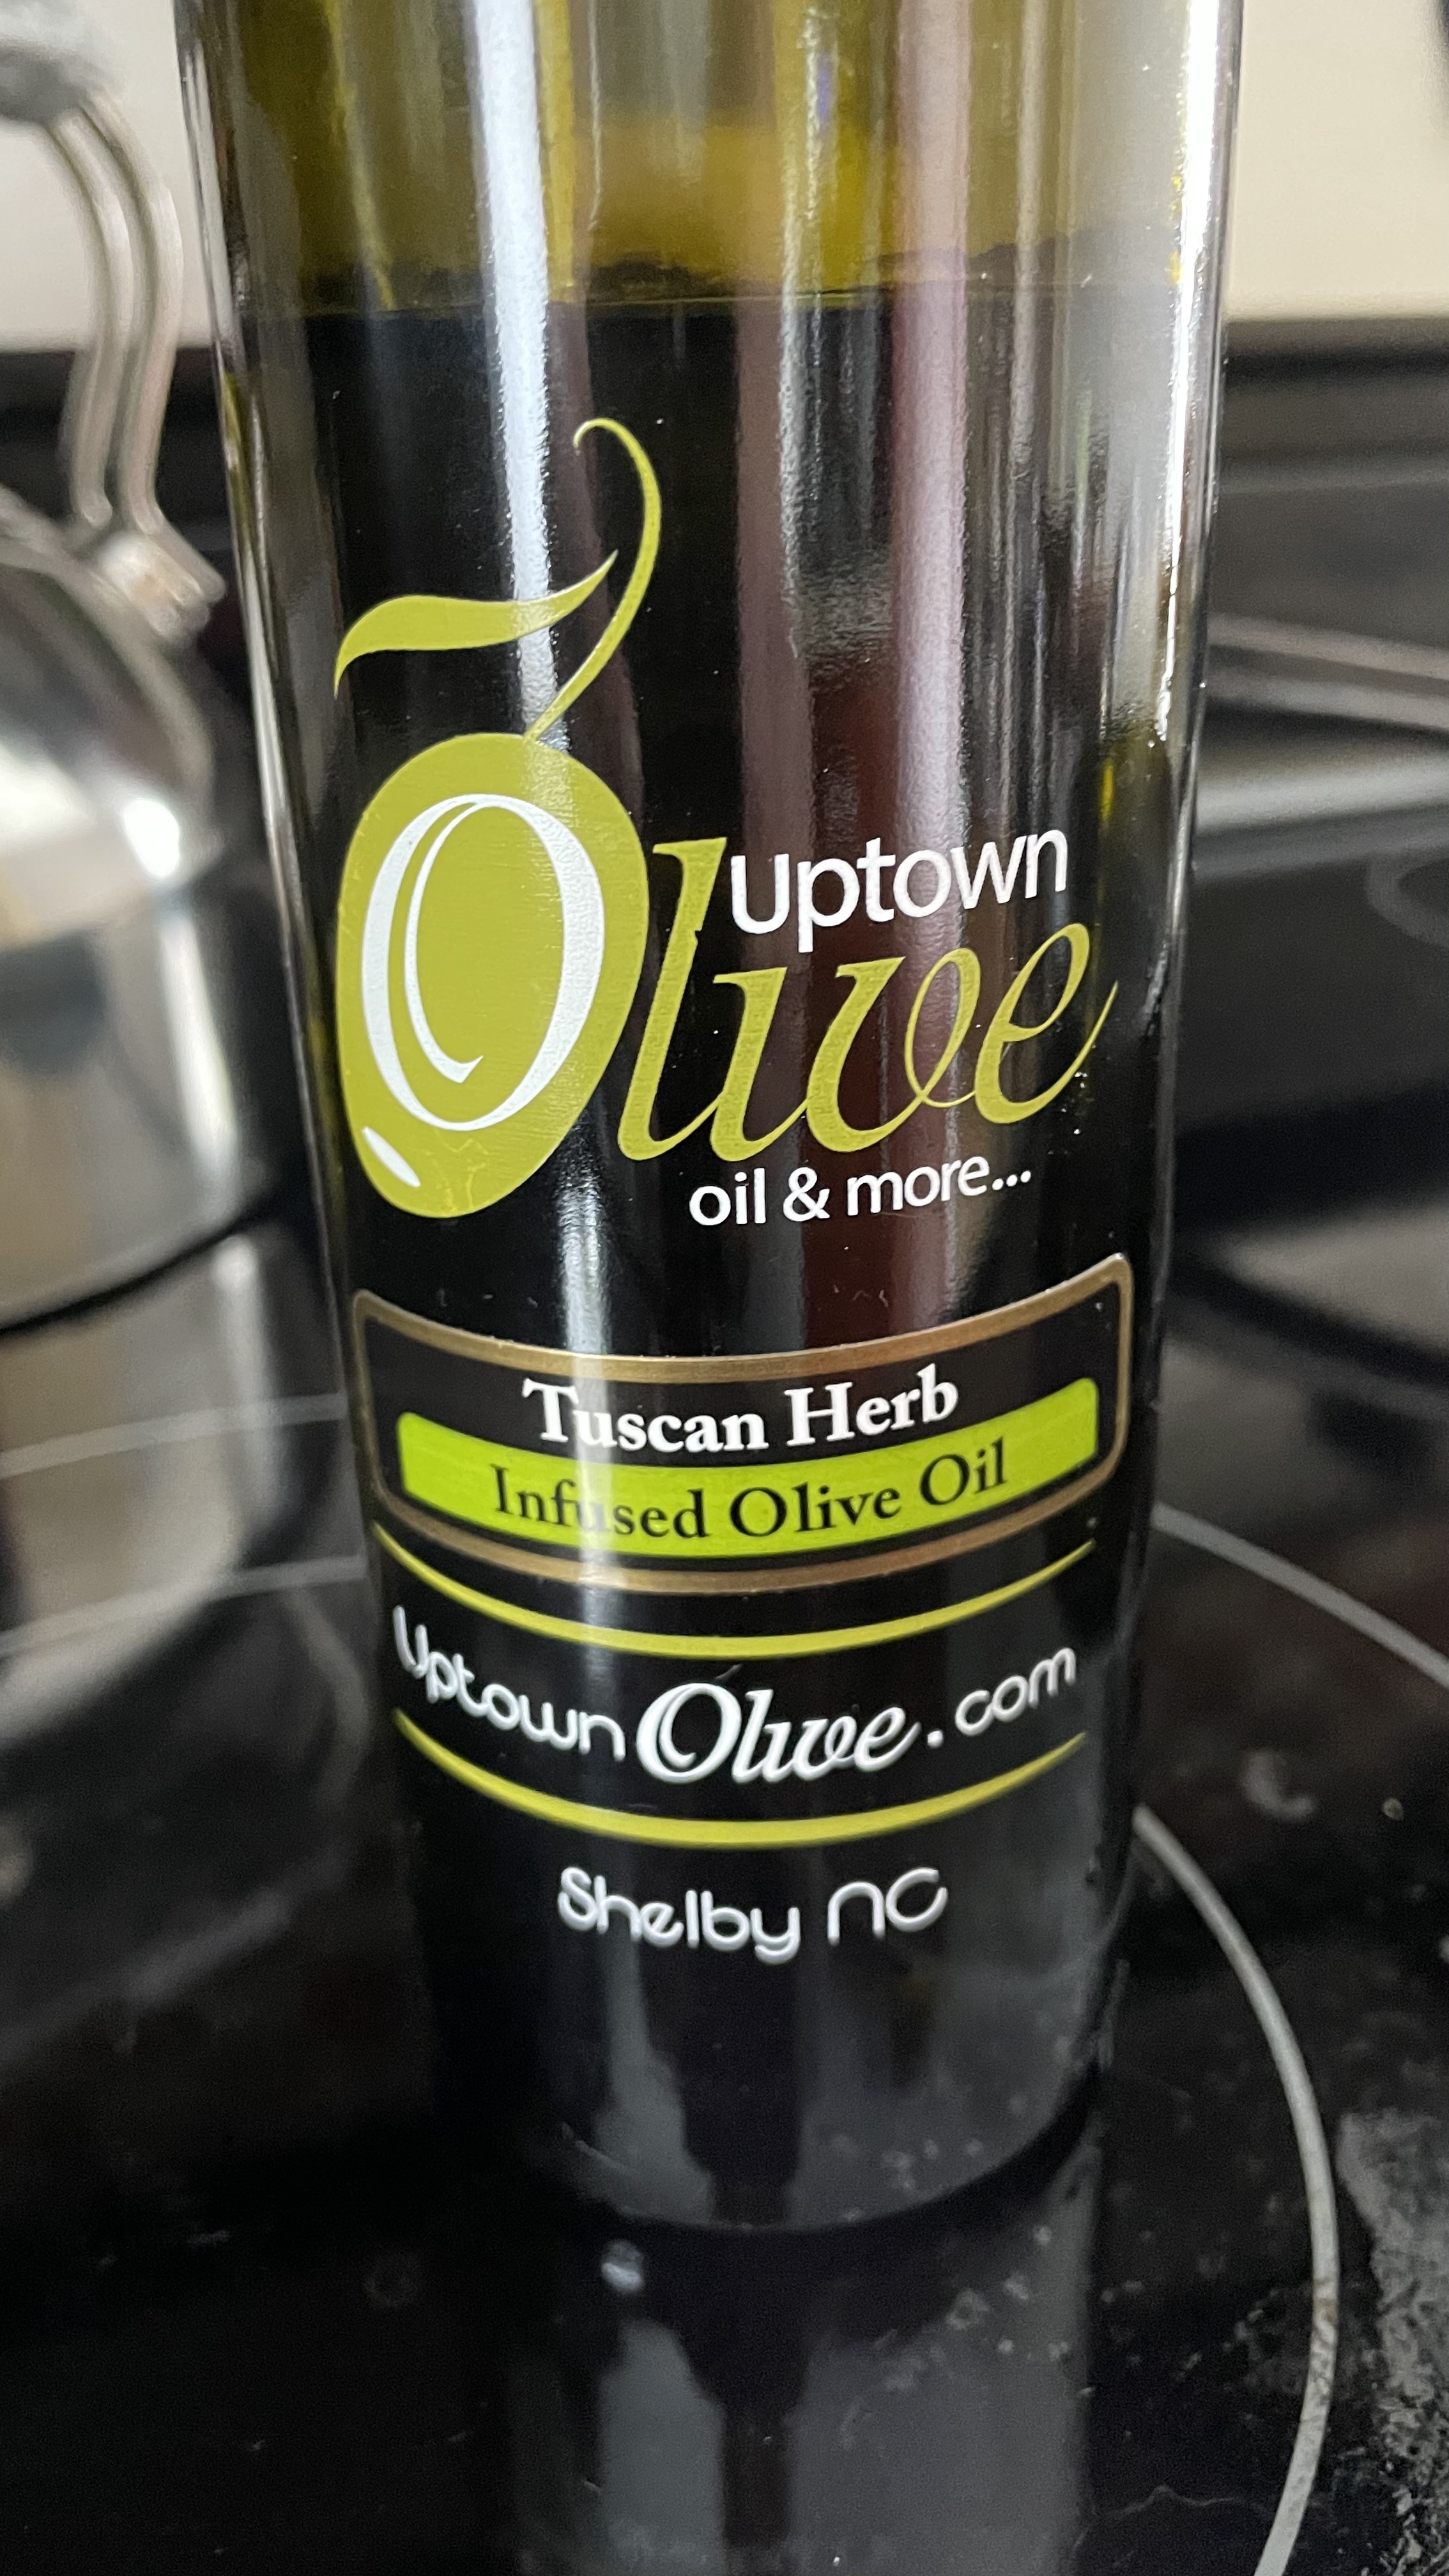 Uptown
Olive
oil & more...
Tuscan Herb
Infused Olive Oil
UptownOlive.com
Shelby NC